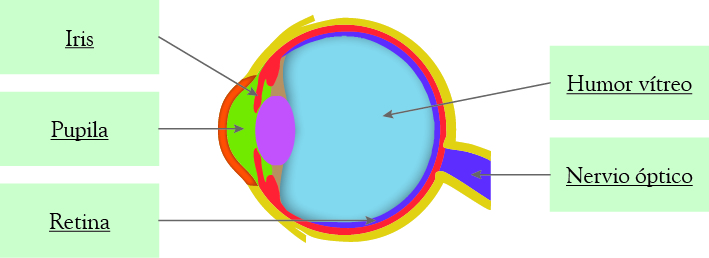 Iris
Pupila
Retina
Humor vítreo
Nervio óptico